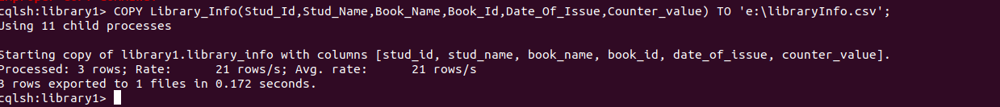 cqlsh:library1> COPY Library_Info(Stud_Id,Stud_Name,Book_Name,Book_Id,Date_Of_Issue,Counter_value) TO 'e:\libraryInfo.csv';
Using 11 child processes
Starting copy of library1.library_info with columns [stud_id, stud_name, book_name, book_id, date_of_issue, counter_value].
Processed: 3 rows; Rate:      21 rows/s; Avg. rate:      21 rows/s
3 rows exported to 1 files in 0.172 seconds.
cqlsh:library1>